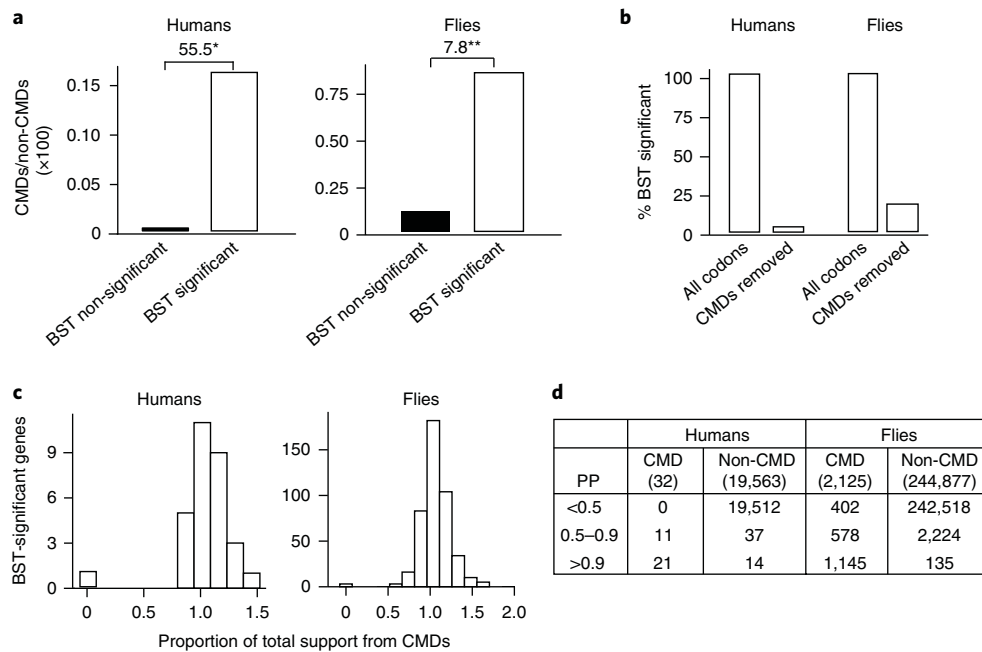 a
Humans
Flies
55.5*
7.8**
CMDs/non-CMDs
(×100)
0.15
0.10
0.05
0
0.75
0.50
0.25
0
BST non-significant
BST significant
BST non-significant
BST significant
b
Humans
Flies
% BST significant
100
75
50
25
0
All codons
CMDs removed
All codons
CMDs removed
c
Humans
Flies
BST-significant genes
9
6
3
0
150
100
50
0
0 0.5 1.0 1.5
0 0.5 1.0 1.5 2.0
Proportion of total support from CMDs
d
Humans Flies
PP CMD (32) Non-CMD (19,563) CMD (2,125) Non-CMD (244,877)
<0.5 0 19,512 402 242,518
0.5–0.9 11 37 578 2,224
>0.9 21 14 1,145 135